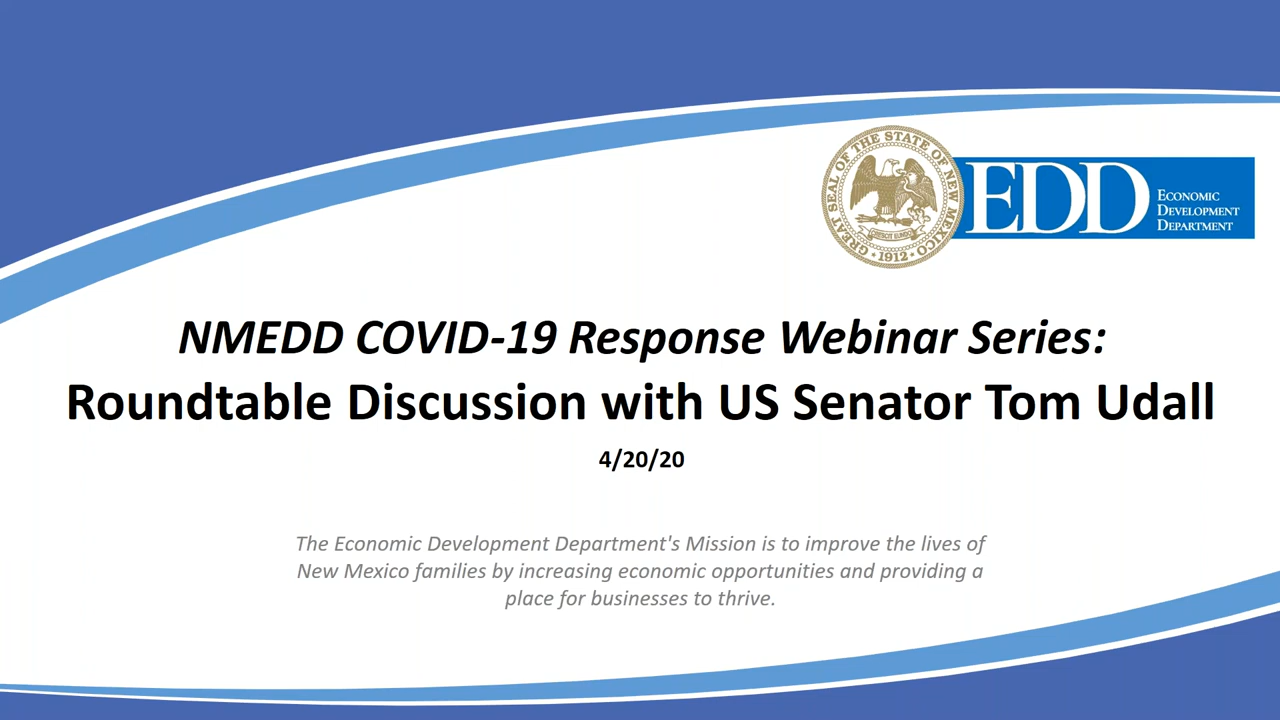 GREAT SEAL OF THE STATE OF NEW MEXICO
1912
EDD
ECONOMIC
DEVELOPMENT
DEPARTMENT
NMEDD COVID-19 Response Webinar Series:
Roundtable Discussion with US Senator Tom Udall
4/20/20
The Economic Development Department's Mission is to improve the lives of
New Mexico families by increasing economic opportunities and providing a
place for businesses to thrive.